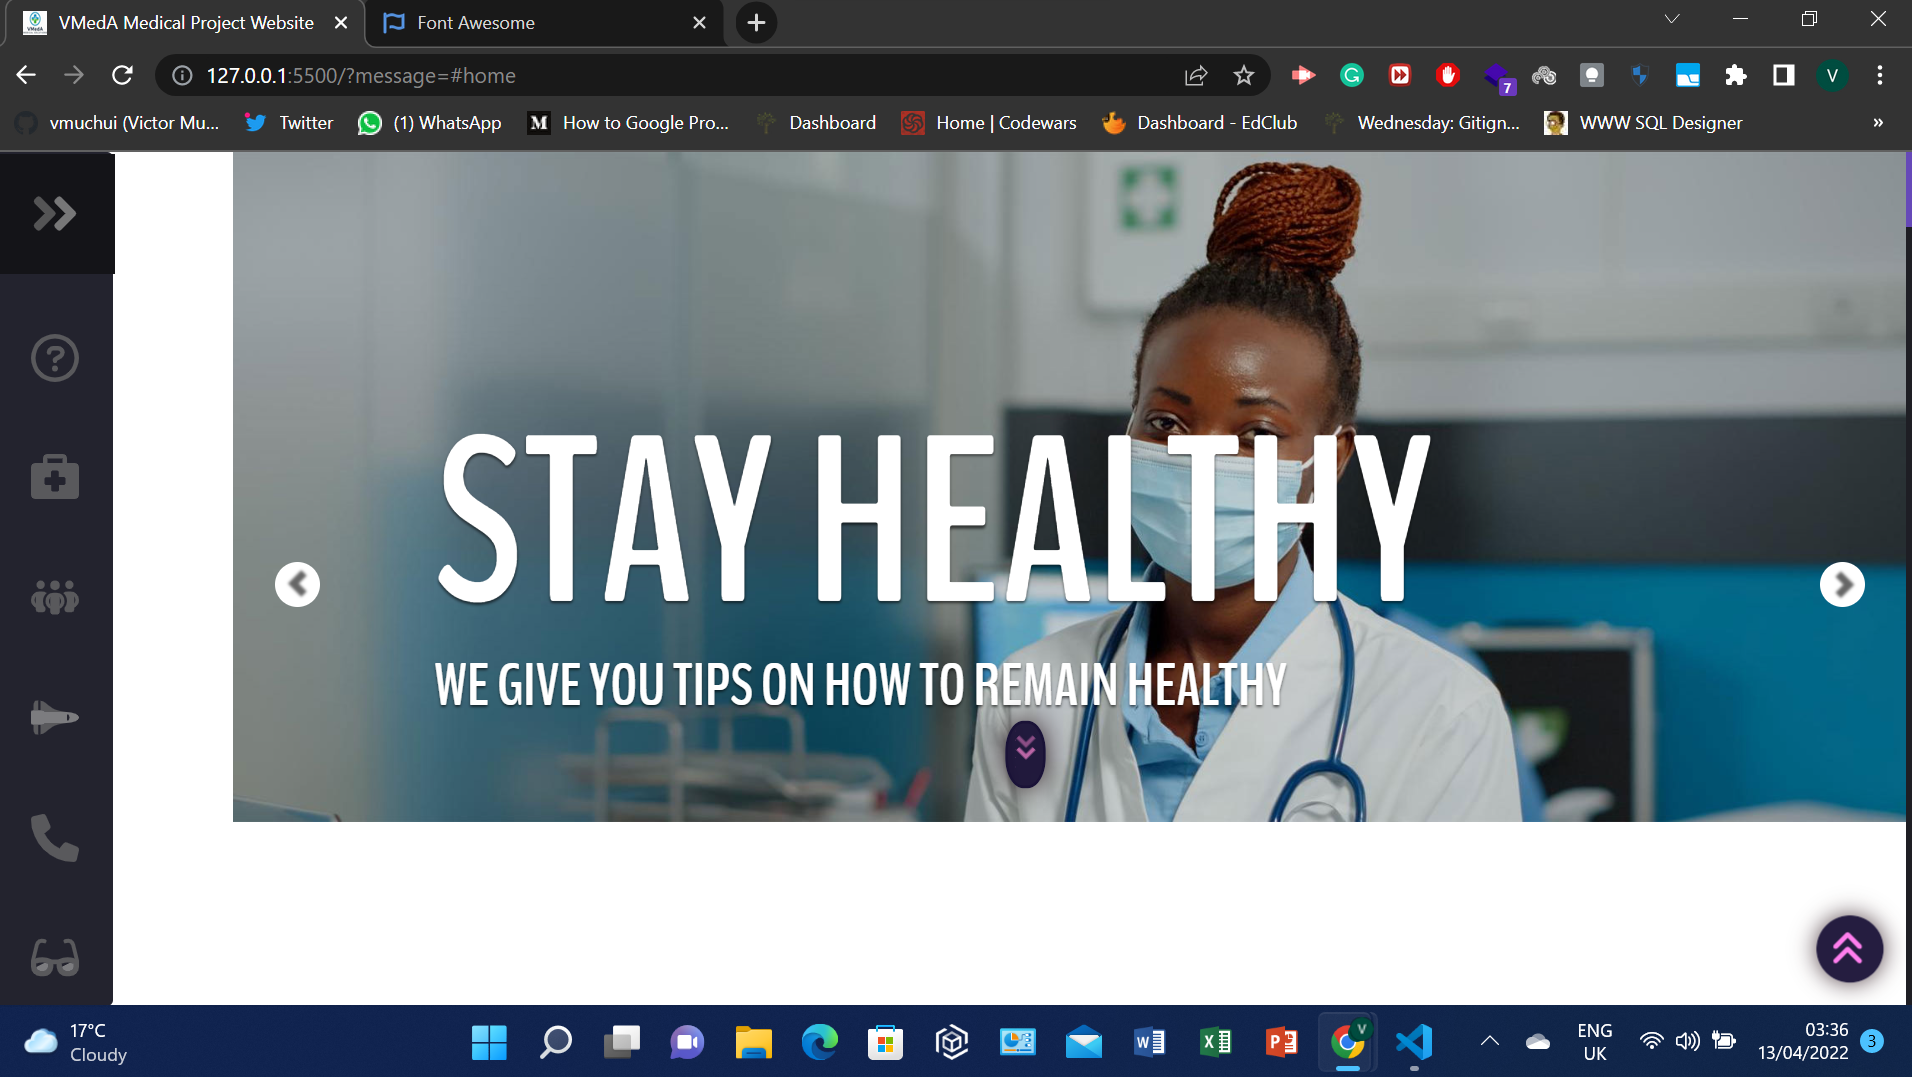 VMedA Medical Project Website
Font Awesome
127.0.0.1:5500/?message=#home
7
V
vmuchui (Victor Mu...
Twitter
(1) WhatsApp
How to Google Pro...
Dashboard
Home | Codewars
Dashboard - EdClub
Wednesday: Gitign...
WWW SQL Designer
»
STAY HEALTHY
WE GIVE YOU TIPS ON HOW TO REMAIN HEALTHY
17°C
Cloudy
V
ENG
UK
03:36
13/04/2022
3